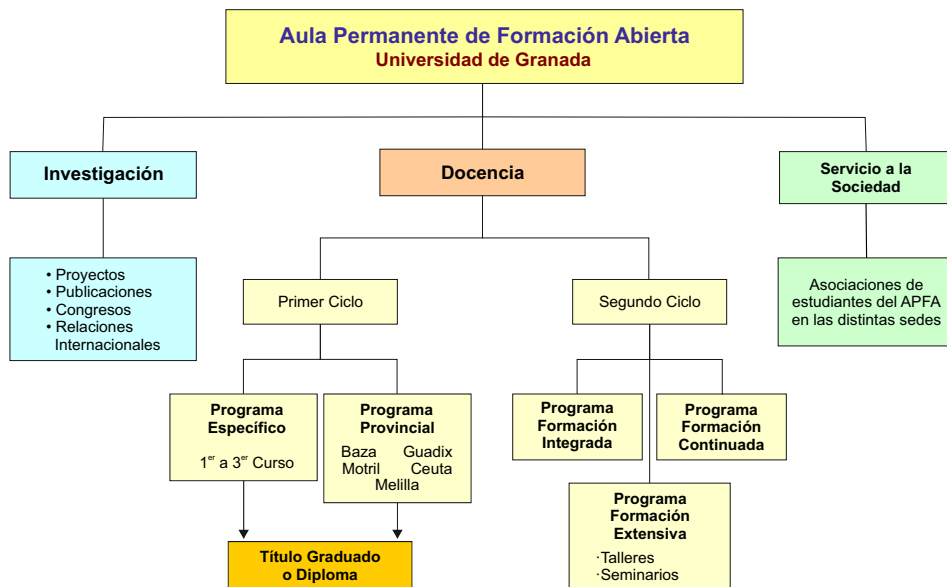 Aula Permanente de Formación Abierta
Universidad de Granada
Investigación
Docencia
Servicio a la
Sociedad
• Proyectos
• Publicaciones
• Congresos
• Relaciones
Internacionales
Primer Ciclo
Segundo Ciclo
Asociaciones de
estudiantes del APFA
en las distintas sedes
Programa
Específico
1er a 3er Curso
Programa
Provincial
Baza Guadix
Motril Ceuta
Melilla
Programa
Formación
Integrada
Programa
Formación
Continuada
Programa
Formación
Extensiva
·Talleres
·Seminarios
Título Graduado
o Diploma